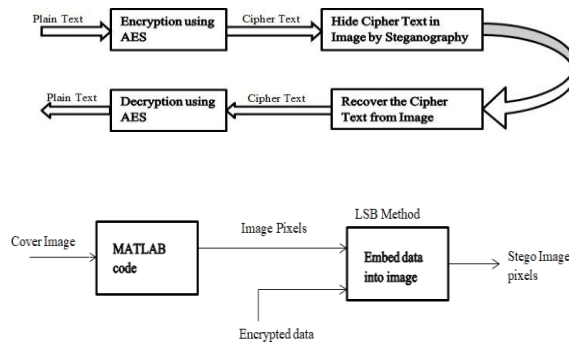 Plain Text
Encryption using
AES
Cipher Text
Hide Cipher Text in
Image by Steganography
Plain Text
Decryption using
AES
Cipher Text
Recover the Cipher
Text from Image
LSB Method
Cover Image
MATLAB
code
Image Pixels
Embed data
into image
Stego Image
pixels
Encrypted data